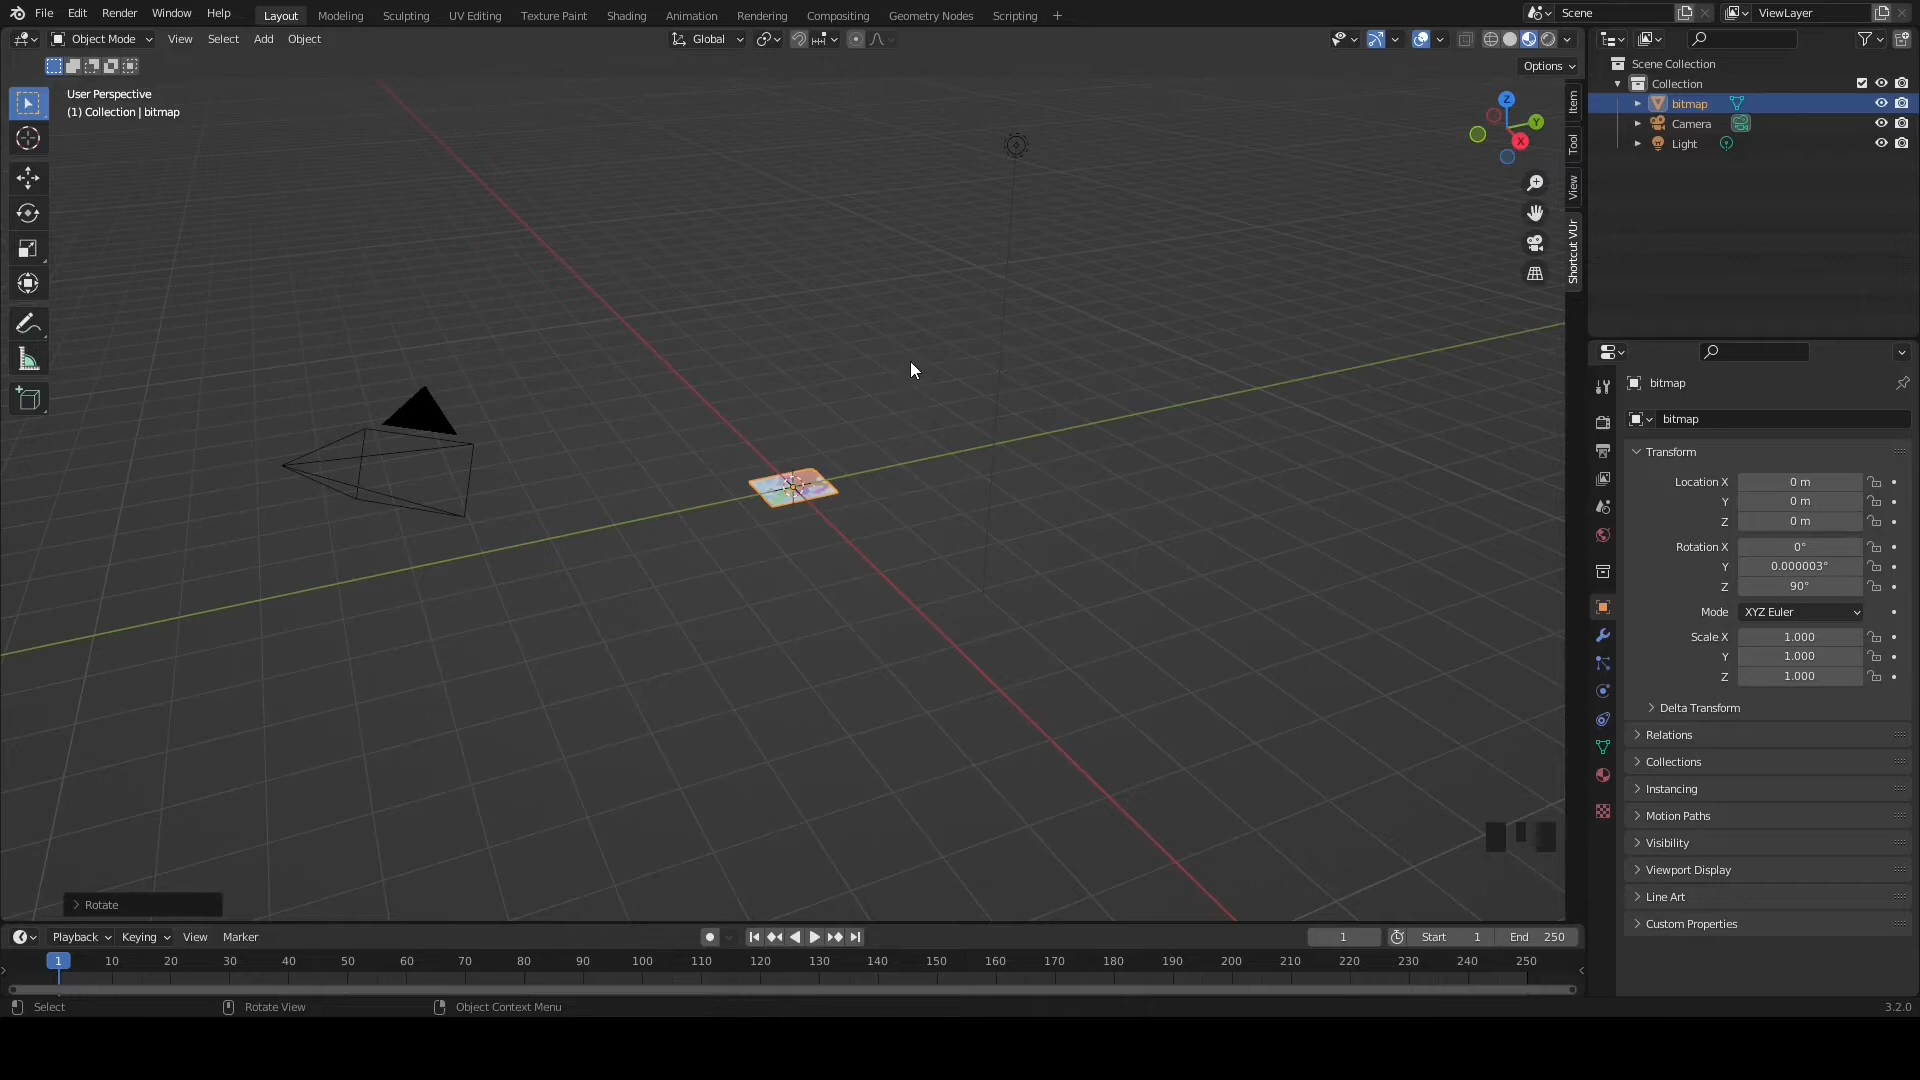 File Edit Render Window Help
Layout Modeling Sculpting UV Editing Texture Paint Shading Animation Rendering Compositing Geometry Nodes Scripting +
Scene
ViewLayer
Object Mode View Select Add Object
Global
Options
User Perspective
(1) Collection | bitmap
Z
Y
X
Item
Tool
View
Shortcut VUr
Scene Collection
Collection
bitmap
Camera
Light
bitmap
bitmap
Transform
Location X 0 m
Y 0 m
Z 0 m
Rotation X 0°
Y 0.000003°
Z 90°
Mode XYZ Euler
Scale X 1.000
Y 1.000
Z 1.000
Delta Transform
Relations
Collections
Instancing
Motion Paths
Visibility
Viewport Display
Line Art
Custom Properties
Rotate
Playback Keying View Marker
1 Start 1 End 250
1 10 20 30 40 50 60 70 80 90 100 110 120 130 140 150 160 170 180 190 200 210 220 230 240 250
Select Rotate View Object Context Menu
3.2.0